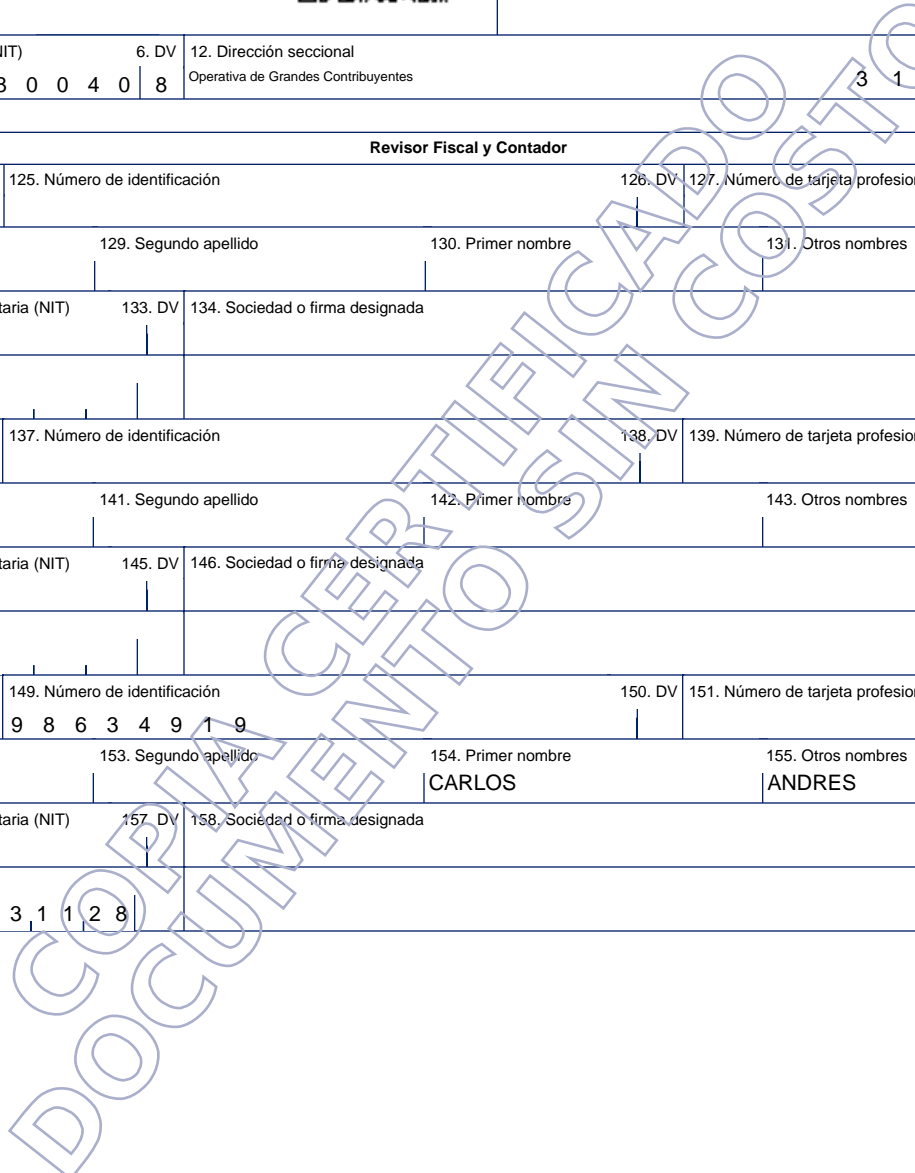 NIT) 6. DV 12. Dirección seccional
3 0 0 4 0 8 Operativa de Grandes Contribuyentes 3 1
Revisor Fiscal y Contador
125. Número de identificación 126. DV 127. Número de tarjeta profesion
129. Segundo apellido 130. Primer nombre 131. Otros nombres
taria (NIT) 133. DV 134. Sociedad o firma designada
137. Número de identificación 138. DV 139. Número de tarjeta profesion
141. Segundo apellido 142. Primer nombre 143. Otros nombres
taria (NIT) 145. DV 146. Sociedad o firma designada
149. Número de identificación 150. DV 151. Número de tarjeta profesion
9 8 6 3 4 9 1 9
153. Segundo apellido 154. Primer nombre 155. Otros nombres
CARLOS ANDRES
taria (NIT) 157. DV 158. Sociedad o firma designada
3 1 1 2 8
COPIA CERTIFICADO
DOCUMENTO SIN COSTO